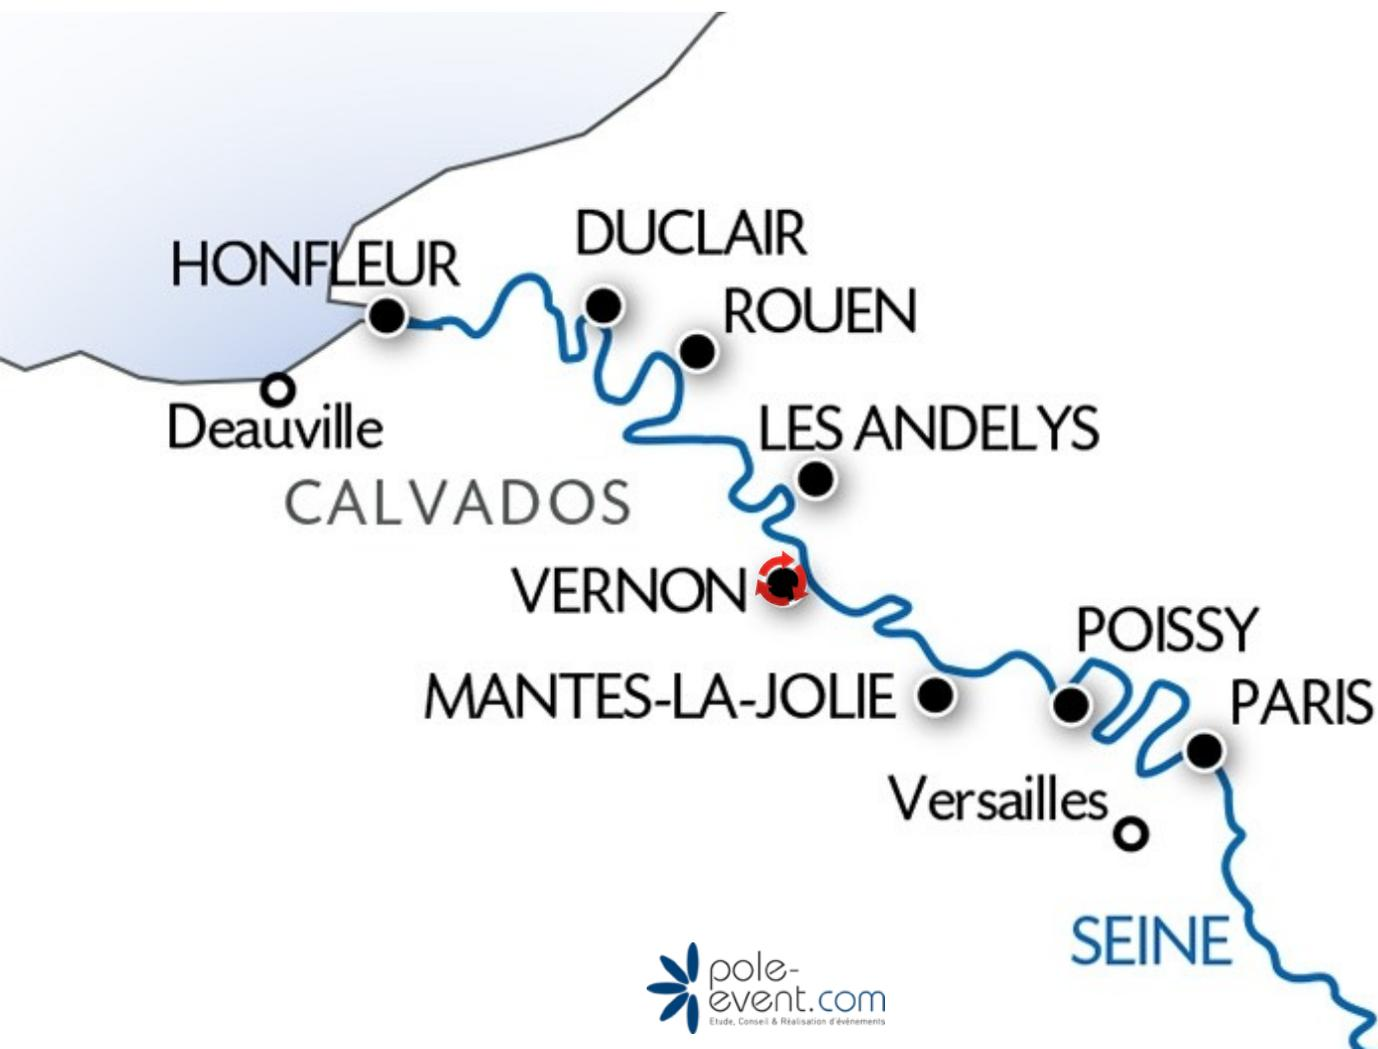 DUCLAIR
HONFLEUR
ROUEN
Deauville
LES ANDELYS
CALVADOS
VERNON
POISSY
MANTES-LA-JOLIE
PARIS
Versailles
SEINE
pole-
event.com
Etude, Conseil & Réalisation d'événements